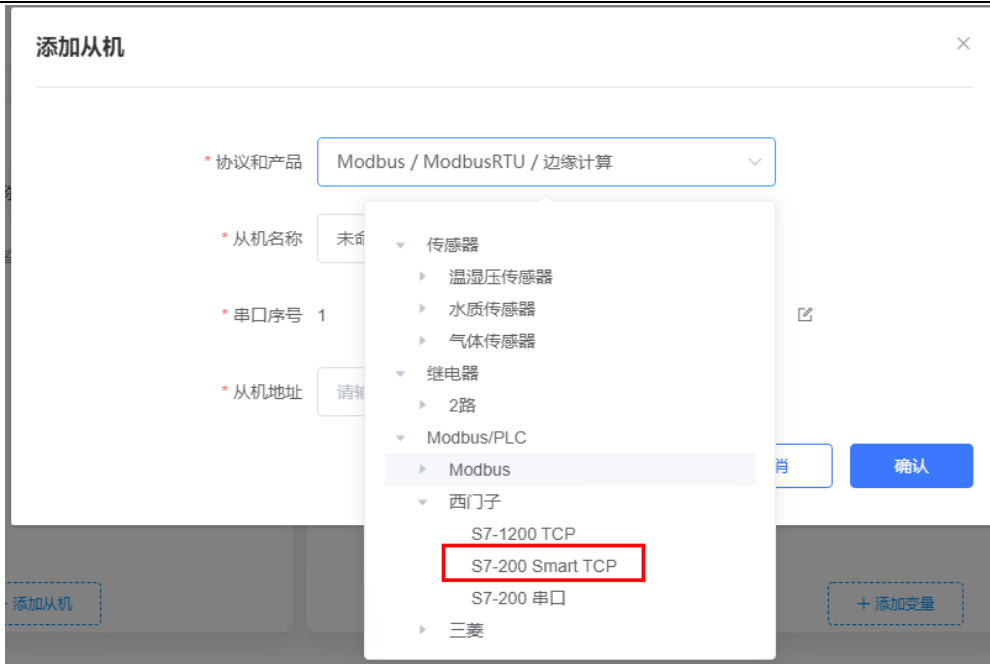 添加从机
* 协议和产品 Modbus / ModbusRTU / 边缘计算
* 从机名称 未命
传感器
温湿压传感器
* 串口序号 1
水质传感器
气体传感器
继电器
* 从机地址 请输
2路
Modbus/PLC
Modbus
消 确认
西门子
S7-1200 TCP
S7-200 Smart TCP
添加从机
S7-200 串口
+ 添加变量
三菱